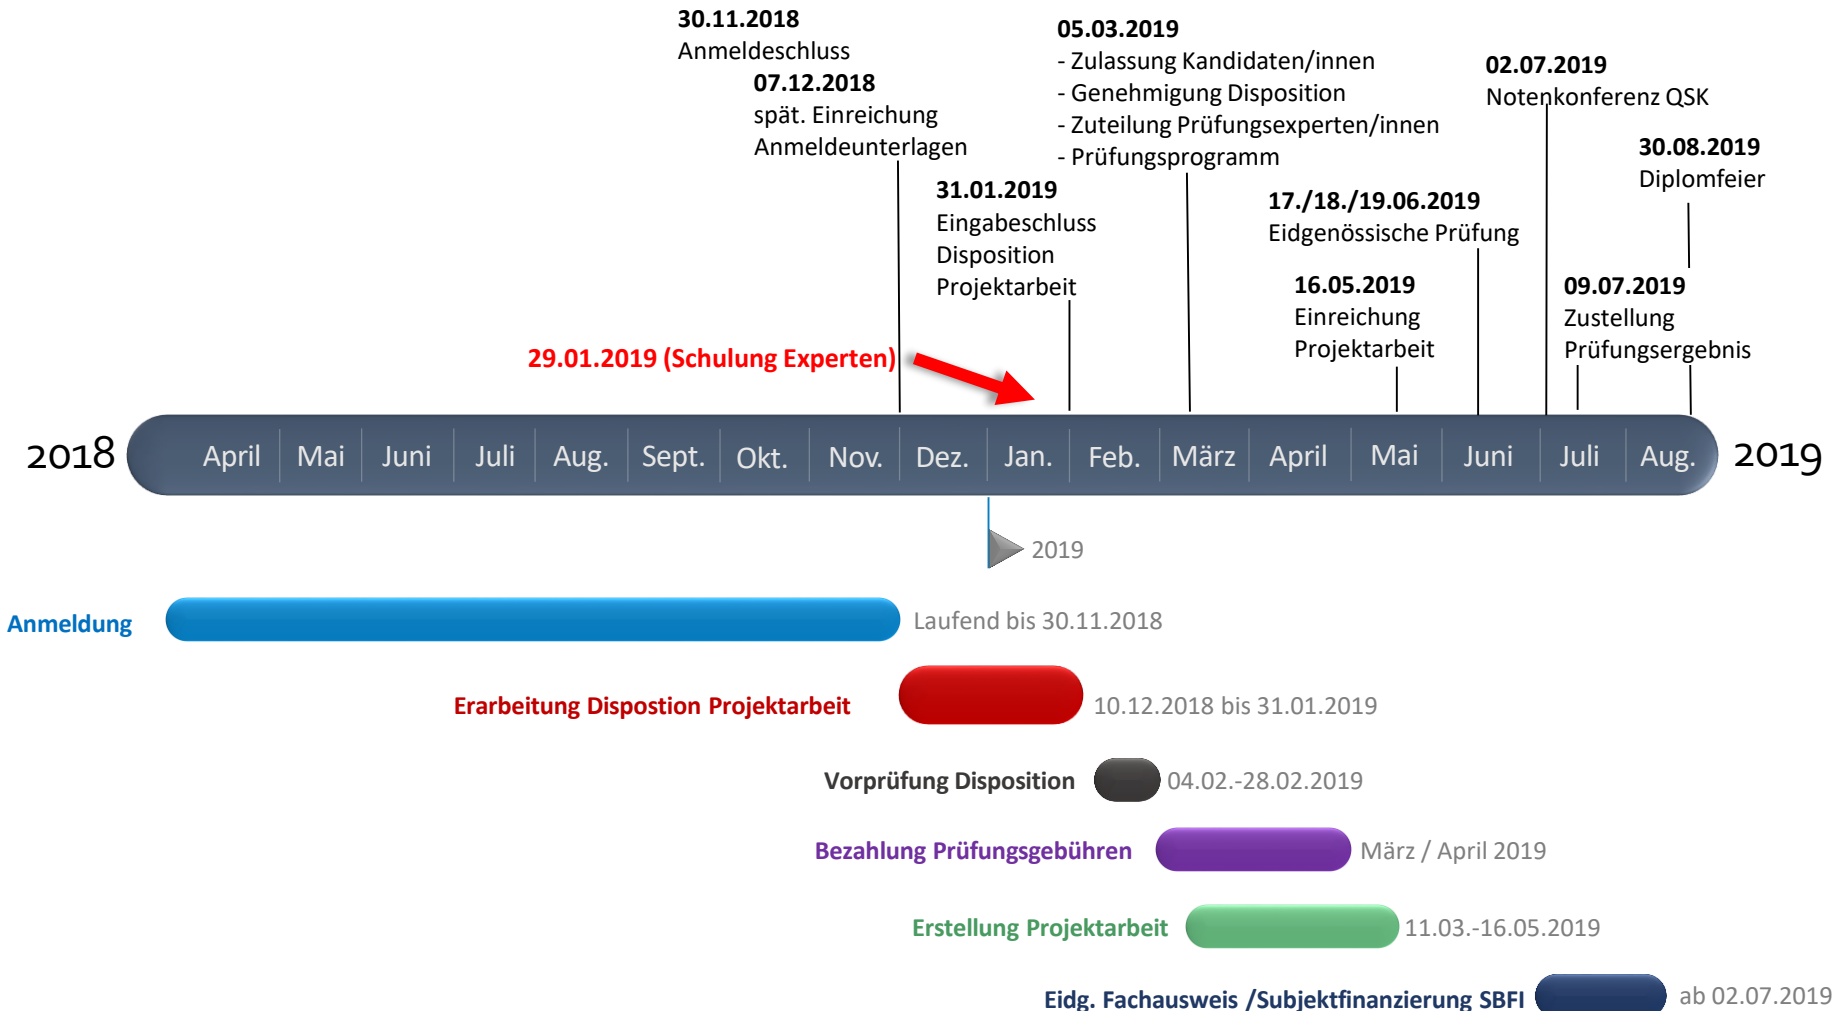 30.11.2018
Anmeldeschluss
07.12.2018
spät. Einreichung
Anmeldeunterlagen
31.01.2019
Eingabeschluss
Disposition
Projektarbeit
05.03.2019
- Zulassung Kandidaten/innen
- Genehmigung Disposition
- Zuteilung Prüfungsexperten/innen
- Prüfungsprogramm
17./18./19.06.2019
Eidgenössische Prüfung
16.05.2019
Einreichung
Projektarbeit
02.07.2019
Notenkonferenz QSK
30.08.2019
Diplomfeier
09.07.2019
Zustellung
Prüfungsergebnis
29.01.2019 (Schulung Experten)
2018 April Mai Juni Juli Aug. Sept. Okt. Nov. Dez. Jan. Feb. März April Mai Juni Juli Aug. 2019
2019
Anmeldung Laufend bis 30.11.2018
Erarbeitung Dispostion Projektarbeit 10.12.2018 bis 31.01.2019
Vorprüfung Disposition 04.02.-28.02.2019
Bezahlung Prüfungsgebühren März / April 2019
Erstellung Projektarbeit 11.03.-16.05.2019
Eidg. Fachausweis /Subjektfinanzierung SBFI ab 02.07.2019